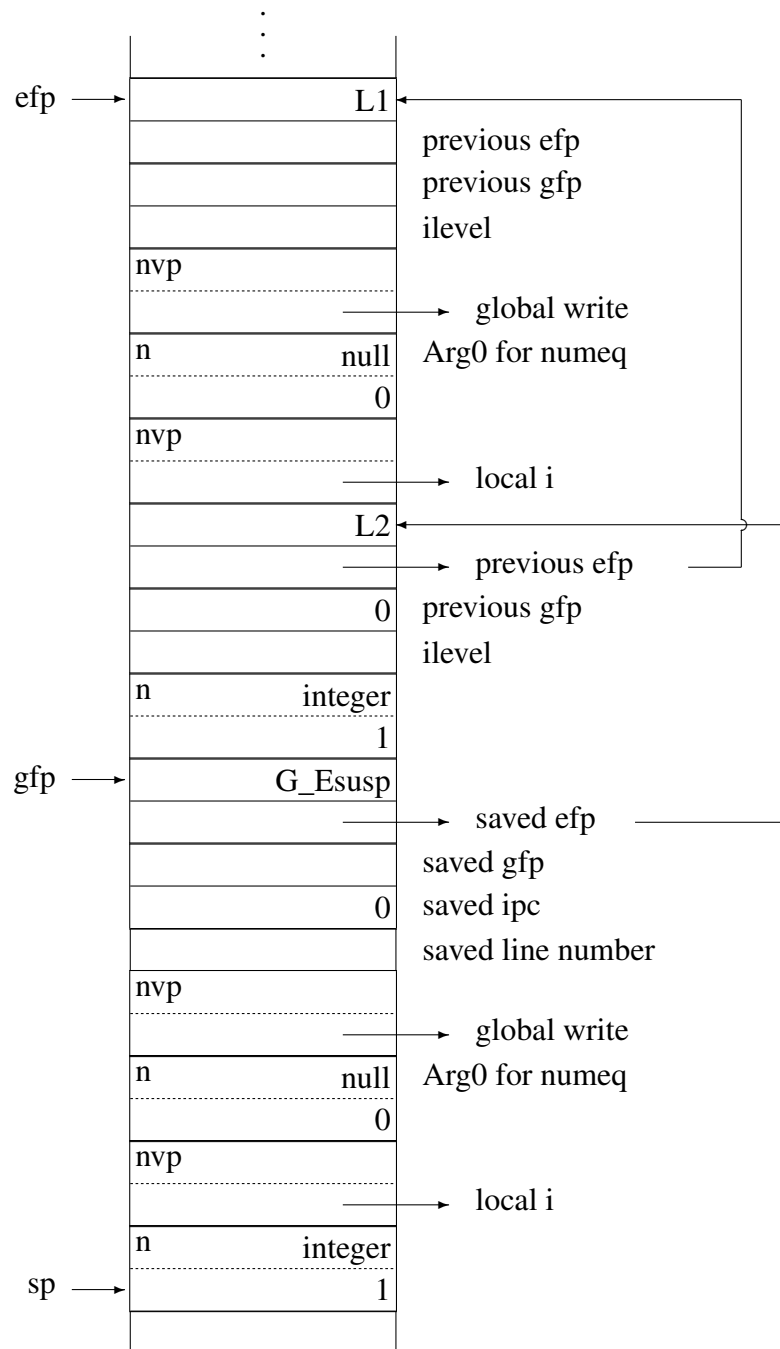 efp L1
previous efp
previous gfp
ilevel
nvp
global write
n null Arg0 for numeq
0
nvp
local i
L2
previous efp
0 previous gfp
ilevel
n integer
1
gfp G_Esusp
saved efp
saved gfp
0 saved ipc
saved line number
nvp
global write
n null Arg0 for numeq
0
nvp
local i
n integer
sp 1